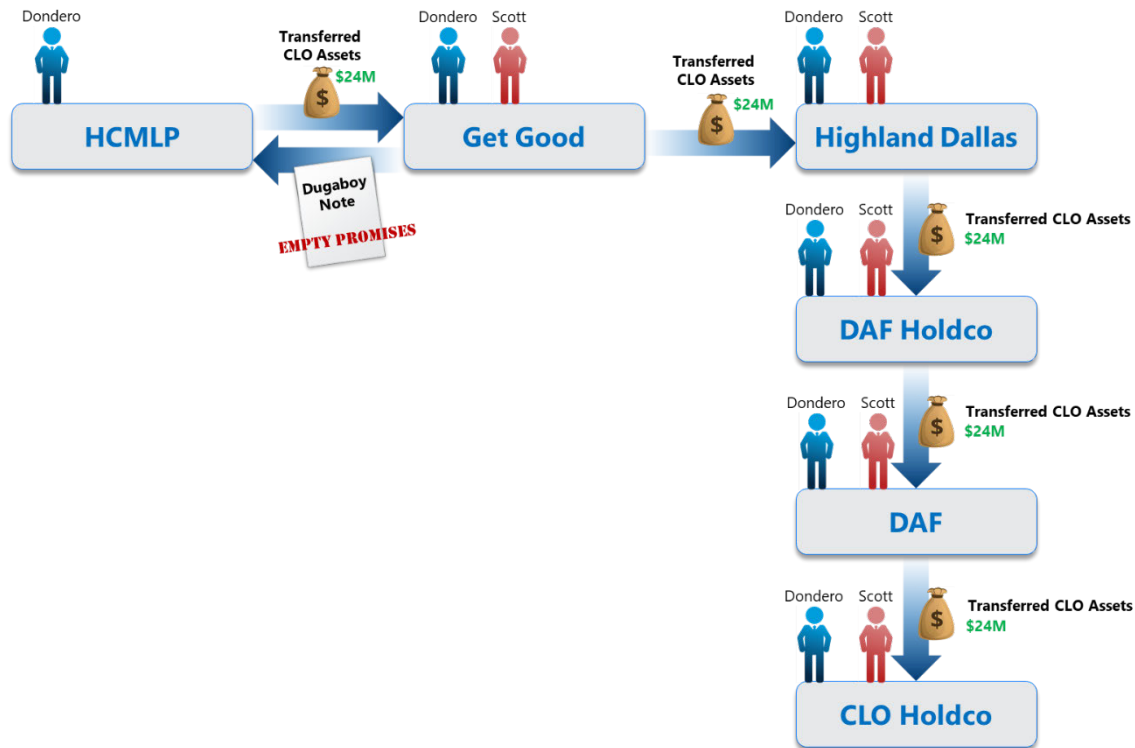 Dondero
Transferred
CLO Assets
$24M
$
HCMLP
Dondero
Scott
Get Good
Dugaboy
Note
EMPTY PROMISES
Transferred
CLO Assets
$24M
$
Dondero
Scott
Highland Dallas
Transferred CLO Assets
$24M
$
Dondero
Scott
DAF Holdco
Transferred CLO Assets
$24M
$
Dondero
Scott
DAF
Transferred CLO Assets
$24M
$
Dondero
Scott
CLO Holdco